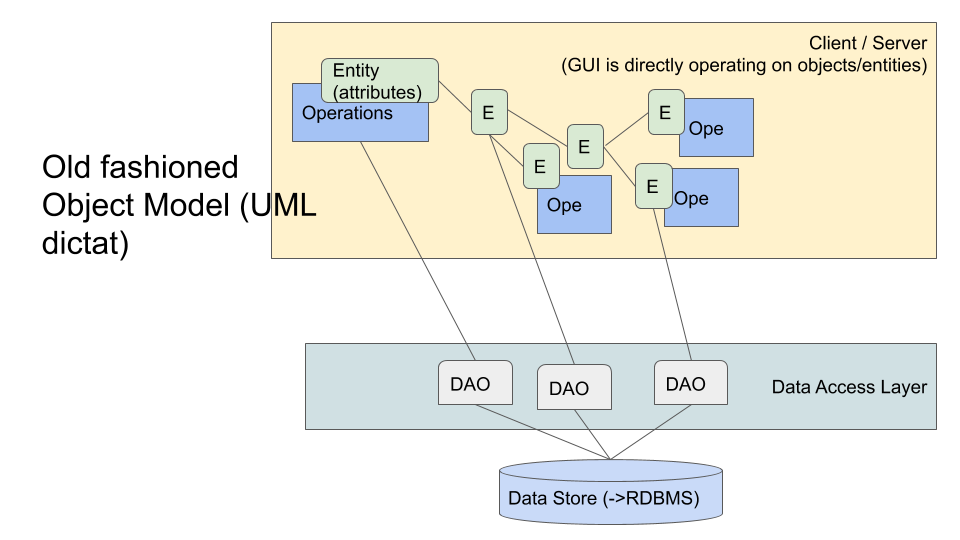 Client / Server
(GUI is directly operating on objects/entities)
Entity
(attributes)
Operations
E
E
E
Ope
E
Ope
E
Ope
Old fashioned
Object Model (UML
dictat)
DAO
DAO
DAO
Data Access Layer
Data Store (->RDBMS)